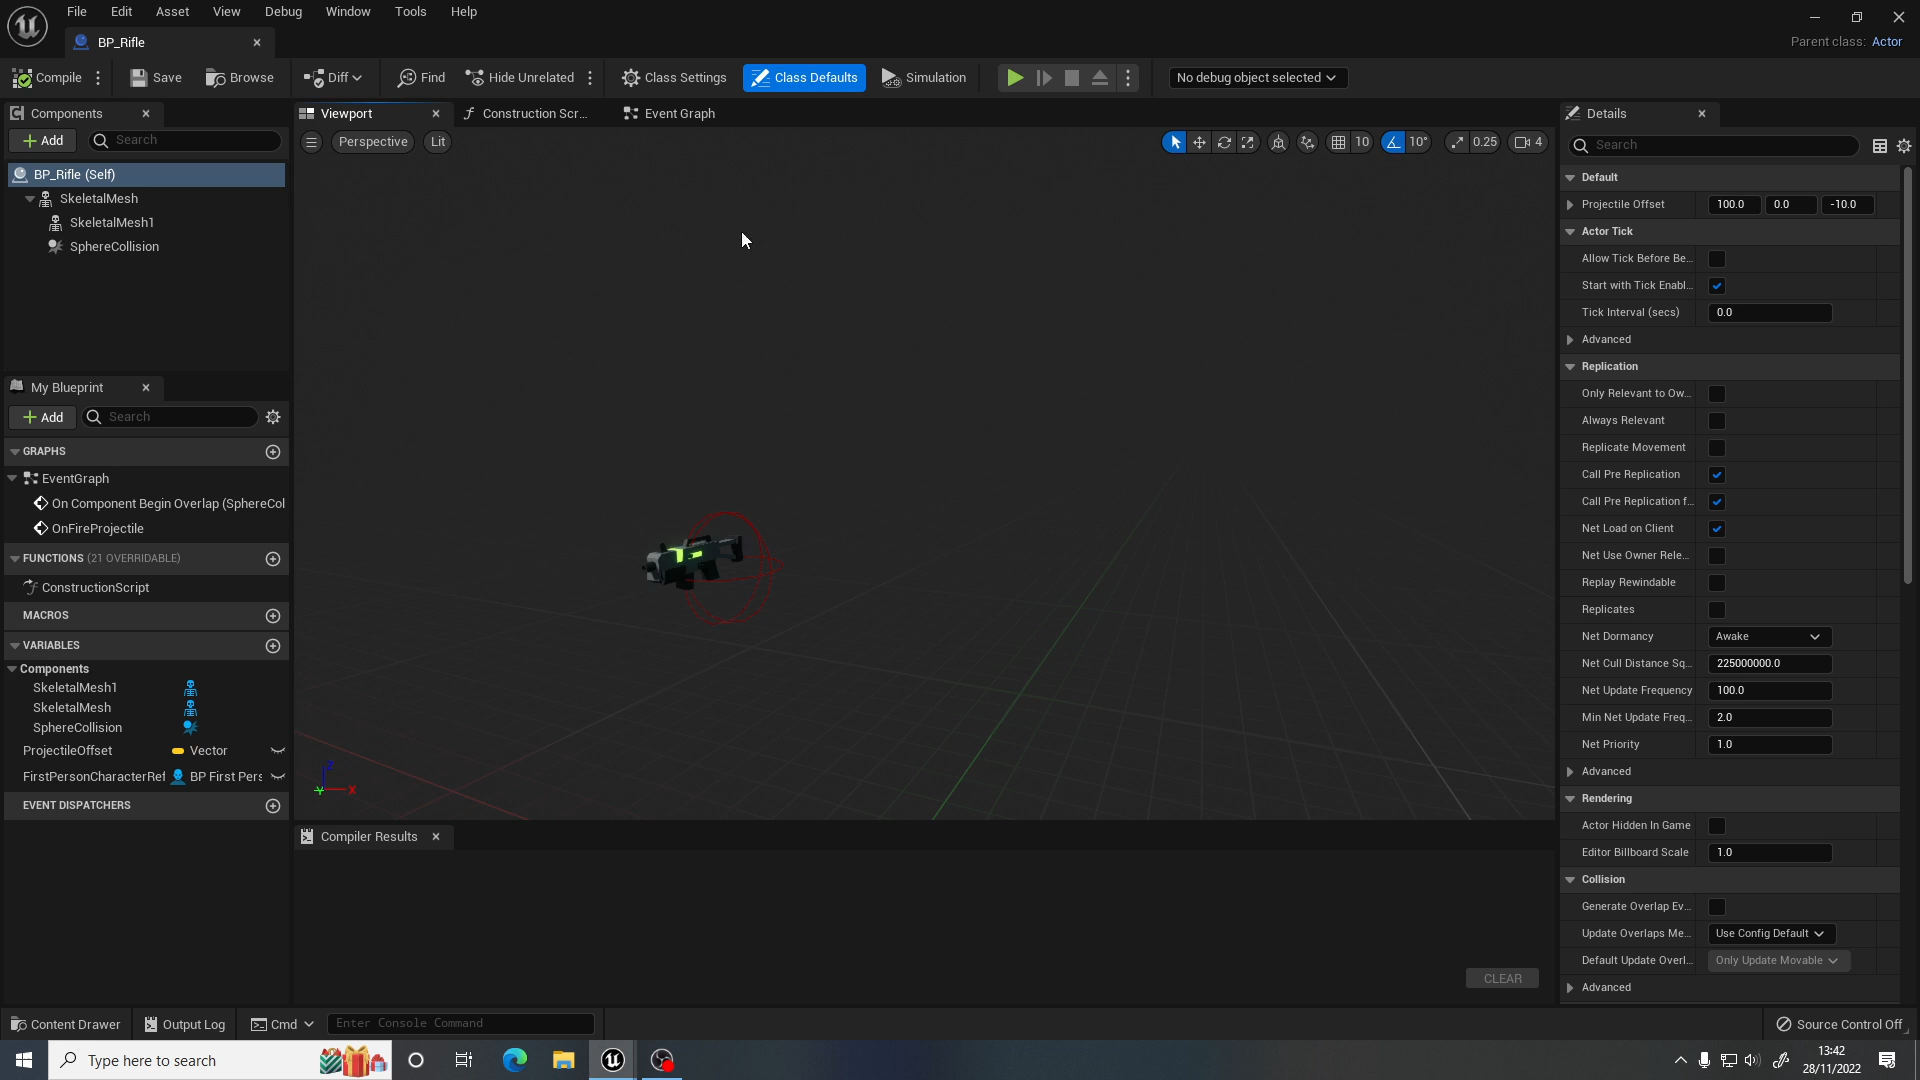 File Edit Asset View Debug Window Tools Help
BP_Rifle
Parent class: Actor
Compile Save Browse Diff Find Hide Unrelated Class Settings Class Defaults Simulation No debug object selected
Components
Add Search
BP_Rifle (Self)
SkeletalMesh
SkeletalMesh1
SphereCollision
My Blueprint
Add Search
GRAPHS
EventGraph
On Component Begin Overlap (SphereCol
OnFireProjectile
FUNCTIONS (21 OVERRIDABLE)
ConstructionScript
MACROS
VARIABLES
Components
SkeletalMesh1
SkeletalMesh
SphereCollision
ProjectileOffset Vector
FirstPersonCharacterRef BP First Pers
EVENT DISPATCHERS
Viewport Construction Scr... Event Graph
Perspective Lit 10 10° 0.25 4
Z
Y X
Compiler Results
CLEAR
Details
Search
Default
Projectile Offset 100.0 0.0 -10.0
Actor Tick
Allow Tick Before Be...
Start with Tick Enabl...
Tick Interval (secs) 0.0
Advanced
Replication
Only Relevant to Ow...
Always Relevant
Replicate Movement
Call Pre Replication
Call Pre Replication f...
Net Load on Client
Net Use Owner Rele...
Replay Rewindable
Replicates
Net Dormancy Awake
Net Cull Distance Sq... 225000000.0
Net Update Frequency 100.0
Min Net Update Freq... 2.0
Net Priority 1.0
Advanced
Rendering
Actor Hidden In Game
Editor Billboard Scale 1.0
Collision
Generate Overlap Ev...
Update Overlaps Me... Use Config Default
Default Update Overl... Only Update Movable
Advanced
Content Drawer Output Log Cmd Enter Console Command Source Control Off
Type here to search
13:42
28/11/2022